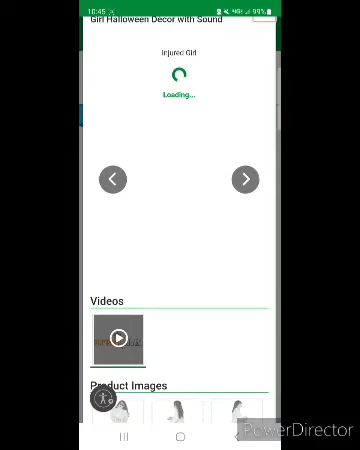 10:45
99%
Girl Halloween Decor with Sound
Injured Girl
Loading...
Videos
Product Images
PowerDirector